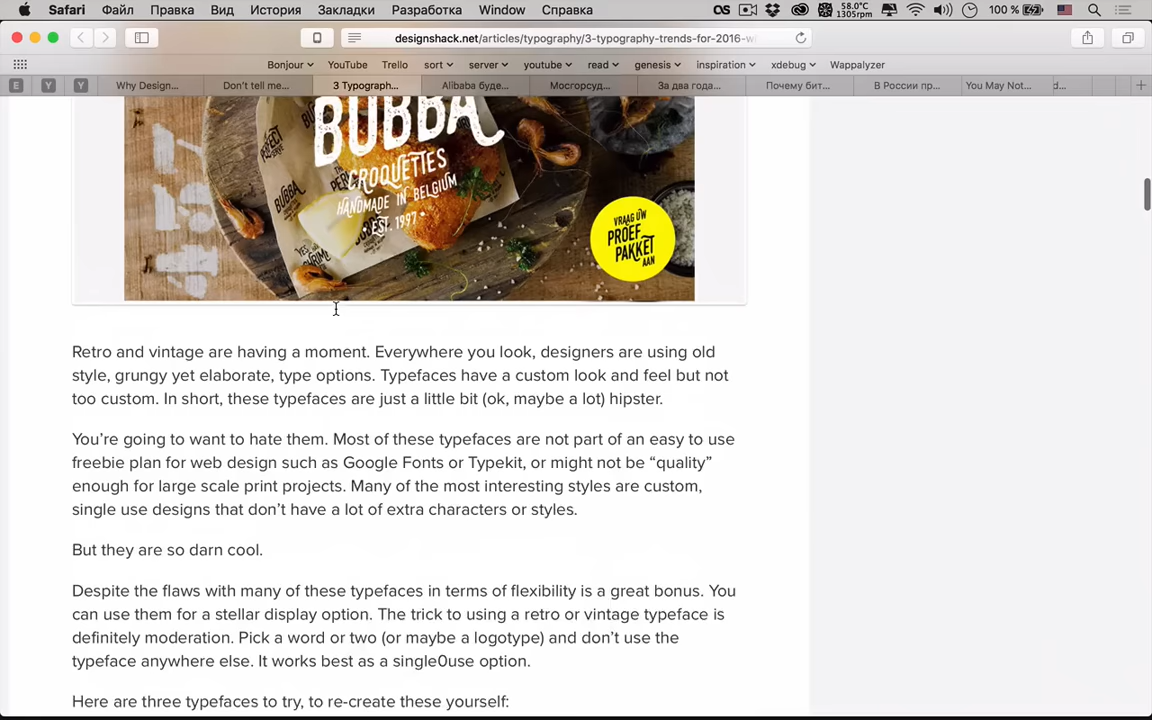 Safari Файл Правка Вид История Закладки Разработка Window Справка
58.0°C
1305rpm
100 %
designshack.net/articles/typography/3-typography-trends-for-2016-w
Bonjour YouTube Trello sort server youtube read genesis inspiration xdebug Wappalyzer
E Y Y Why Design... Don't tell me... 3 Typograph... Alibaba буде... Мосгорсуд... За два года... Почему бит... В России пр... You May Not... d...
BUBBA
CROQUETTES
HANDMADE IN BELGIUM
EST. 1997
VRAAG UW
PROEF
PAKKET
AAN
Retro and vintage are having a moment. Everywhere you look, designers are using old
style, grungy yet elaborate, type options. Typefaces have a custom look and feel but not
too custom. In short, these typefaces are just a little bit (ok, maybe a lot) hipster.
You're going to want to hate them. Most of these typefaces are not part of an easy to use
freebie plan for web design such as Google Fonts or Typekit, or might not be “quality”
enough for large scale print projects. Many of the most interesting styles are custom,
single use designs that don't have a lot of extra characters or styles.
But they are so darn cool.
Despite the flaws with many of these typefaces in terms of flexibility is a great bonus. You
can use them for a stellar display option. The trick to using a retro or vintage typeface is
definitely moderation. Pick a word or two (or maybe a logotype) and don't use the
typeface anywhere else. It works best as a single0use option.
Here are three typefaces to try, to re-create these yourself: